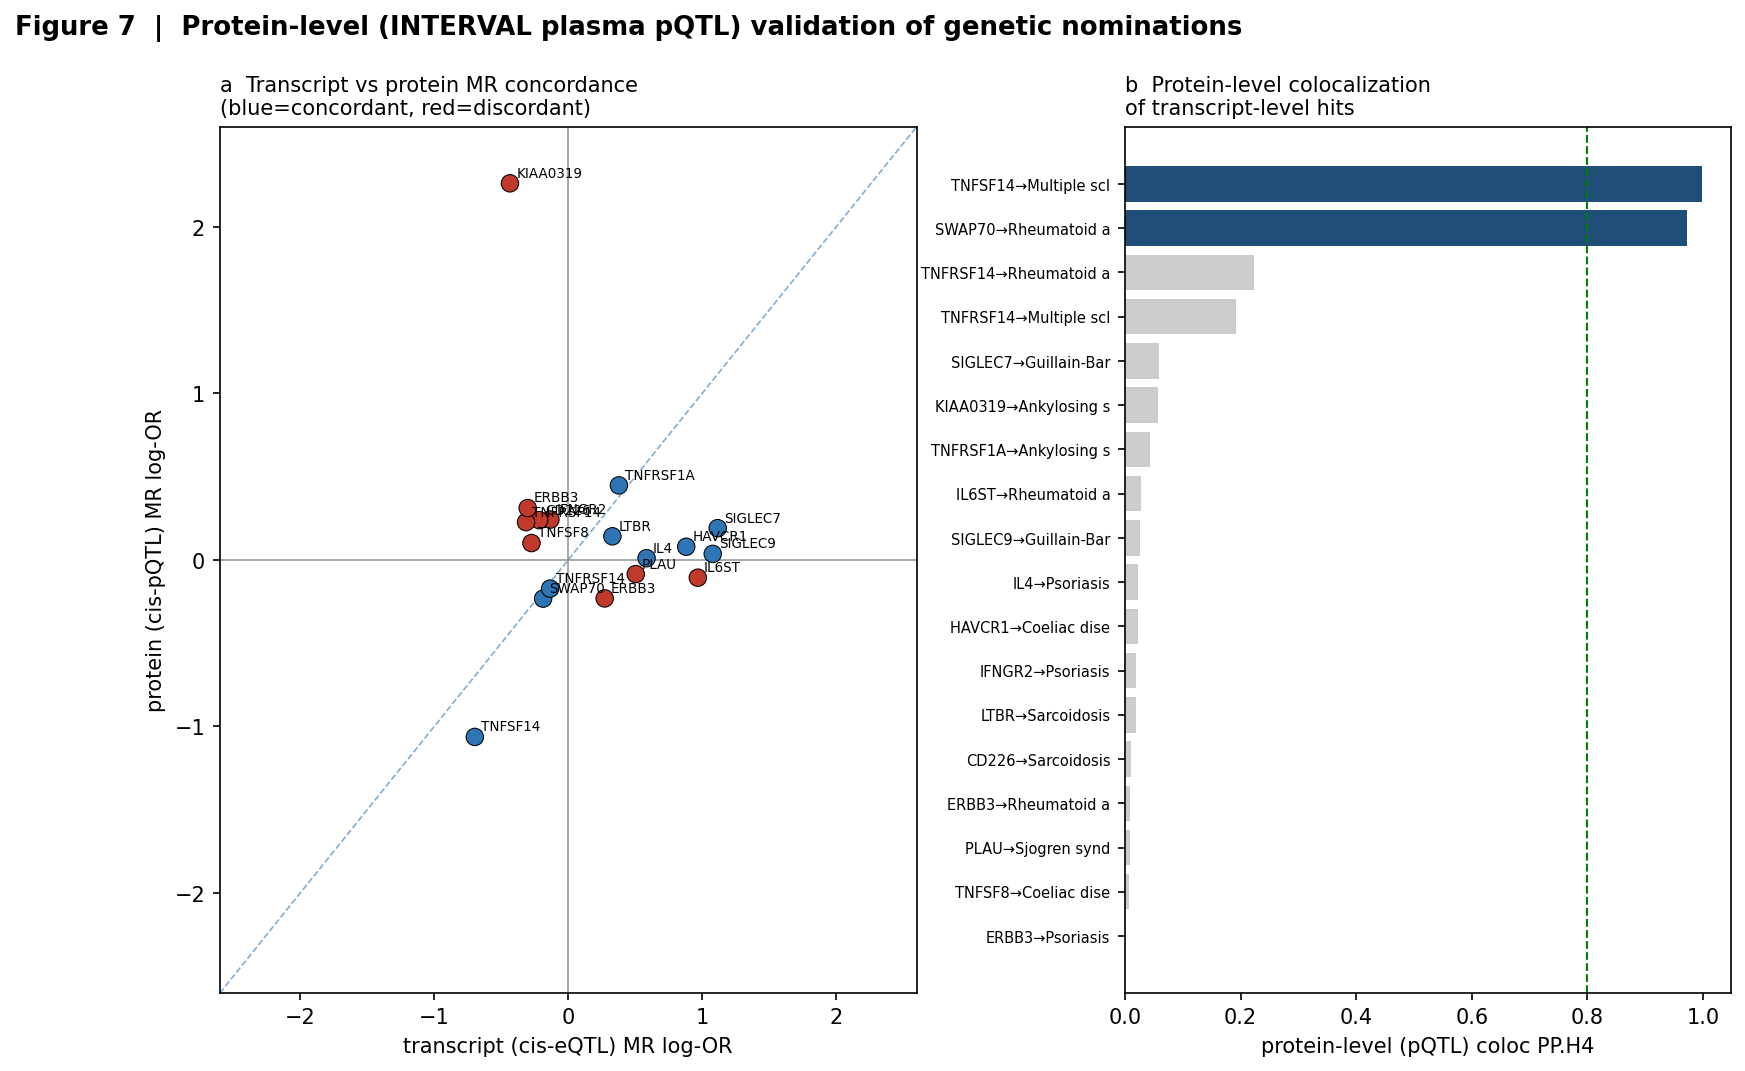 Figure 7 | Protein-level (INTERVAL plasma pQTL) validation of genetic nominations
a Transcript vs protein MR concordance
(blue=concordant, red=discordant)
protein (cis-pQTL) MR log-OR
2
1
0
−1
−2
KIAA0319
TNFRSF1A
ERBB3
IFNGR2
TNFRSF14
TNFSF8
LTBR
SIGLEC7
HAVCR1
SIGLEC9
IL4
PLAU
IL6ST
TNFRSF14
SWAP70
ERBB3
TNFSF14
−2
−1
0
1
2
transcript (cis-eQTL) MR log-OR
b Protein-level colocalization
of transcript-level hits
TNFSF14→Multiple scl
SWAP70→Rheumatoid a
TNFRSF14→Rheumatoid a
TNFRSF14→Multiple scl
SIGLEC7→Guillain-Bar
KIAA0319→Ankylosing s
TNFRSF1A→Ankylosing s
IL6ST→Rheumatoid a
SIGLEC9→Guillain-Bar
IL4→Psoriasis
HAVCR1→Coeliac dise
IFNGR2→Psoriasis
LTBR→Sarcoidosis
CD226→Sarcoidosis
ERBB3→Rheumatoid a
PLAU→Sjogren synd
TNFSF8→Coeliac dise
ERBB3→Psoriasis
0.0
0.2
0.4
0.6
0.8
1.0
protein-level (pQTL) coloc PP.H4